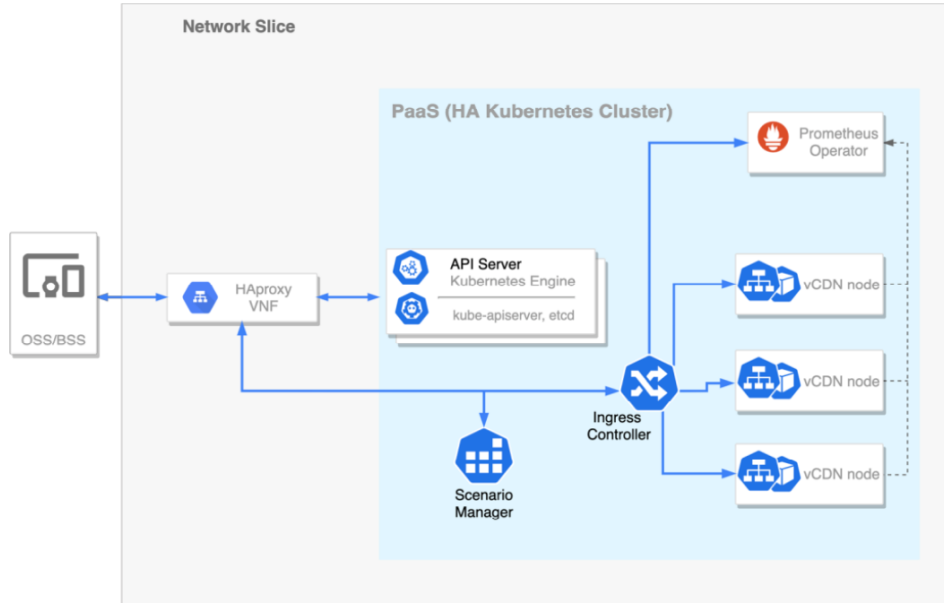 Network Slice
PaaS (HA Kubernetes Cluster)
Prometheus
Operator
API Server
Kubernetes Engine
kube-apiserver, etcd
vCDN node
HAproxy
VNF
OSS/BSS
vCDN node
Ingress
Controller
vCDN node
Scenario
Manager